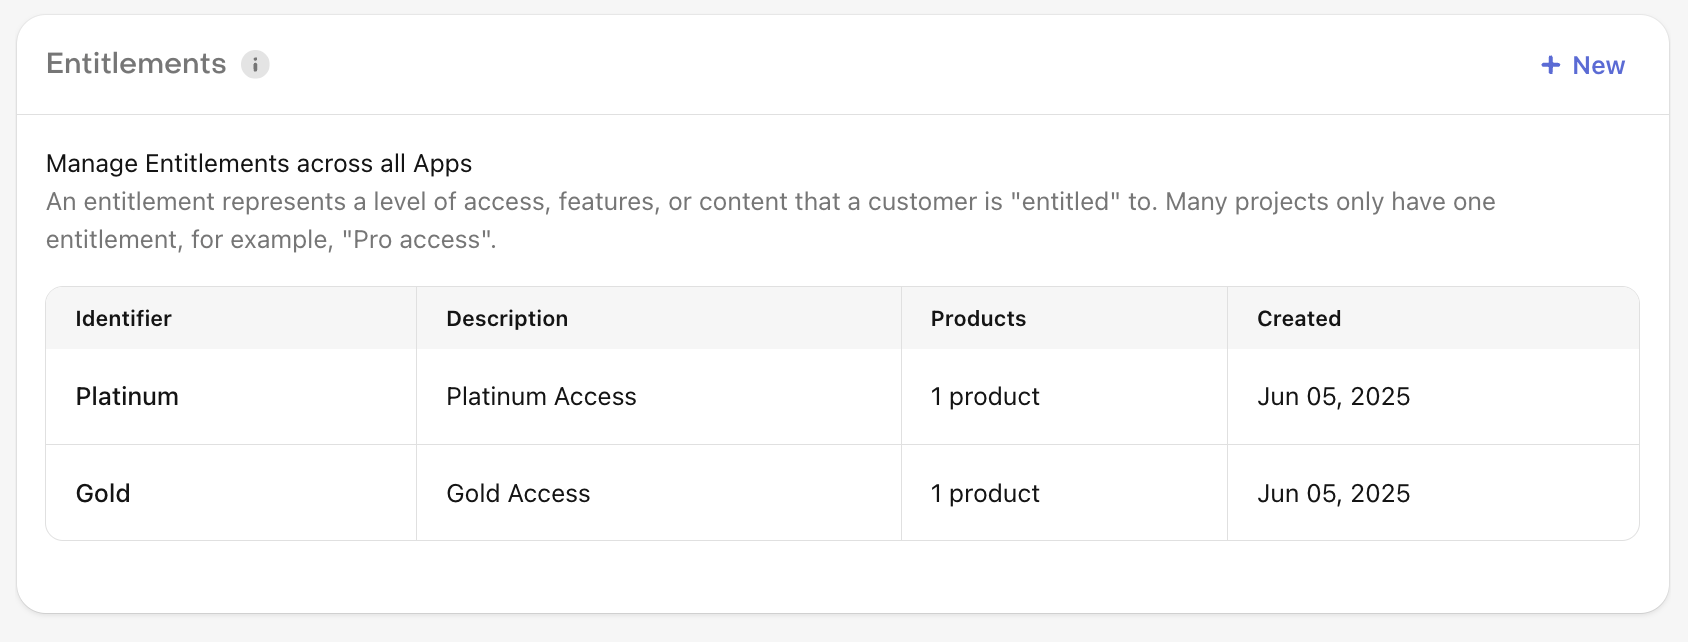 Entitlements
+ New
Manage Entitlements across all Apps
An entitlement represents a level of access, features, or content that a customer is "entitled" to. Many projects only have one
entitlement, for example, "Pro access".
Identifier Description Products Created
Platinum Platinum Access 1 product Jun 05, 2025
Gold Gold Access 1 product Jun 05, 2025